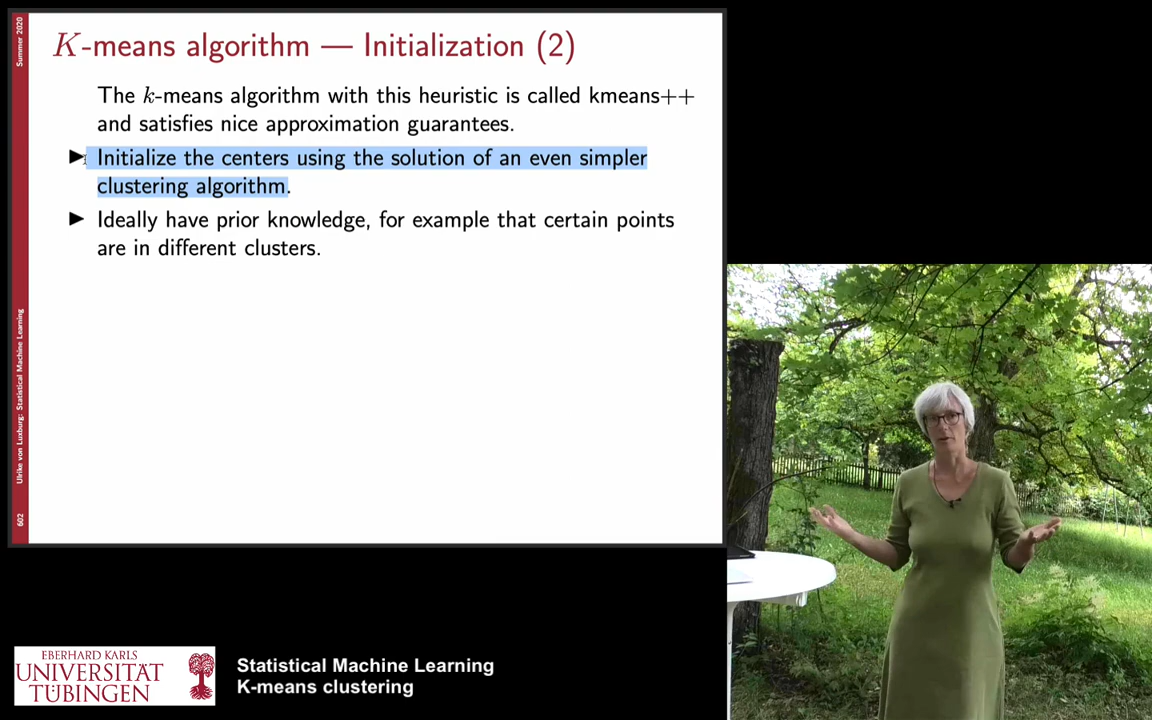 Summer 2020
K-means algorithm — Initialization (2)
The k-means algorithm with this heuristic is called kmeans++
and satisfies nice approximation guarantees.
▶ Initialize the centers using the solution of an even simpler
clustering algorithm.
▶ Ideally have prior knowledge, for example that certain points
are in different clusters.
Ulrike von Luxburg: Statistical Machine Learning
602
EBERHARD KARLS
UNIVERSITÄT
TÜBINGEN
Statistical Machine Learning
K-means clustering